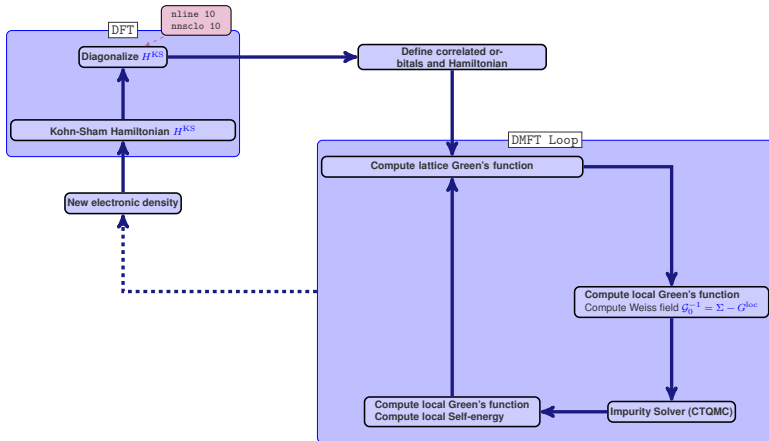 nline 10
nnsclo 10
DFT
Diagonalize H^KS
Define correlated or-
bitals and Hamiltonian
Kohn-Sham Hamiltonian H^KS
DMFT Loop
Compute lattice Green's function
New electronic density
Compute local Green's function
Compute Weiss field 𝒢₀⁻¹ = Σ − G^loc
Compute local Green's function
Compute local Self-energy
Impurity Solver (CTQMC)